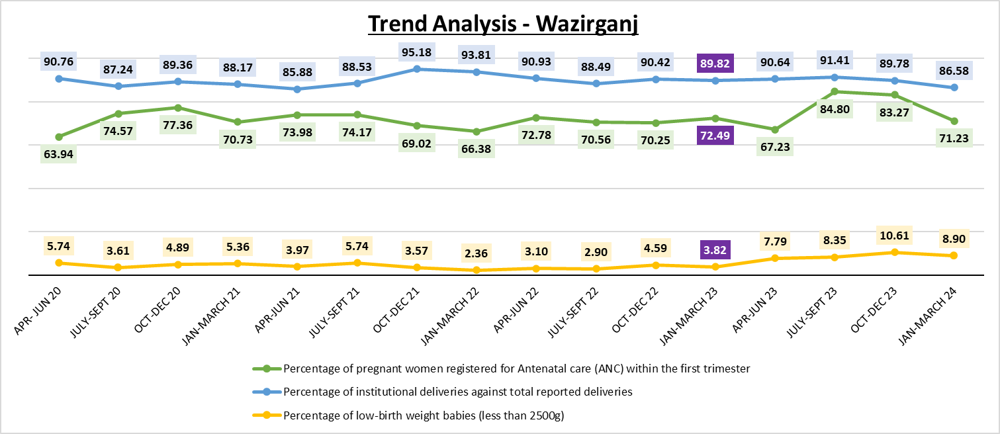 Trend Analysis - Wazirganj
90.76 87.24 89.36 88.17 85.88 88.53 95.18 93.81 90.93 88.49 90.42 89.82 90.64 91.41 89.78 86.58
63.94 74.57 77.36 70.73 73.98 74.17 69.02 66.38 72.78 70.56 70.25 72.49 67.23 84.80 83.27 71.23
5.74 3.61 4.89 5.36 3.97 5.74 3.57 2.36 3.10 2.90 4.59 3.82 7.79 8.35 10.61 8.90
APR- JUN 20
JULY-SEPT 20
OCT-DEC 20
JAN-MARCH 21
APR-JUN 21
JULY-SEPT 21
OCT-DEC 21
JAN-MARCH 22
APR-JUN 22
JULY-SEPT 22
OCT-DEC 22
JAN-MARCH 23
APR-JUN 23
JULY-SEPT 23
OCT-DEC 23
JAN-MARCH 24
Percentage of pregnant women registered for Antenatal care (ANC) within the first trimester
Percentage of institutional deliveries against total reported deliveries
Percentage of low-birth weight babies (less than 2500g)